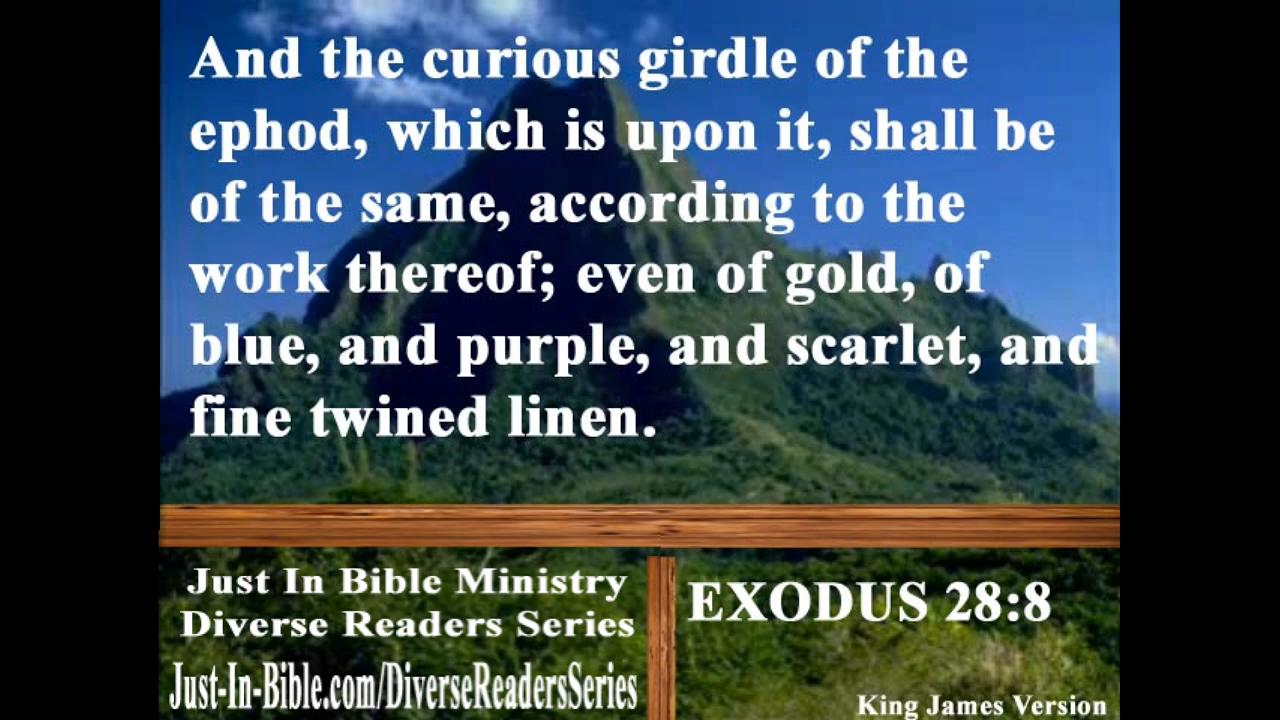 And the curious girdle of the
ephod, which is upon it, shall be
of the same, according to the
work thereof; even of gold, of
blue, and purple, and scarlet, and
fine twined linen.
Just In Bible Ministry
Diverse Readers Series
Just-In-Bible.com/DiverseReadersSeries
EXODUS 28:8
King James Version